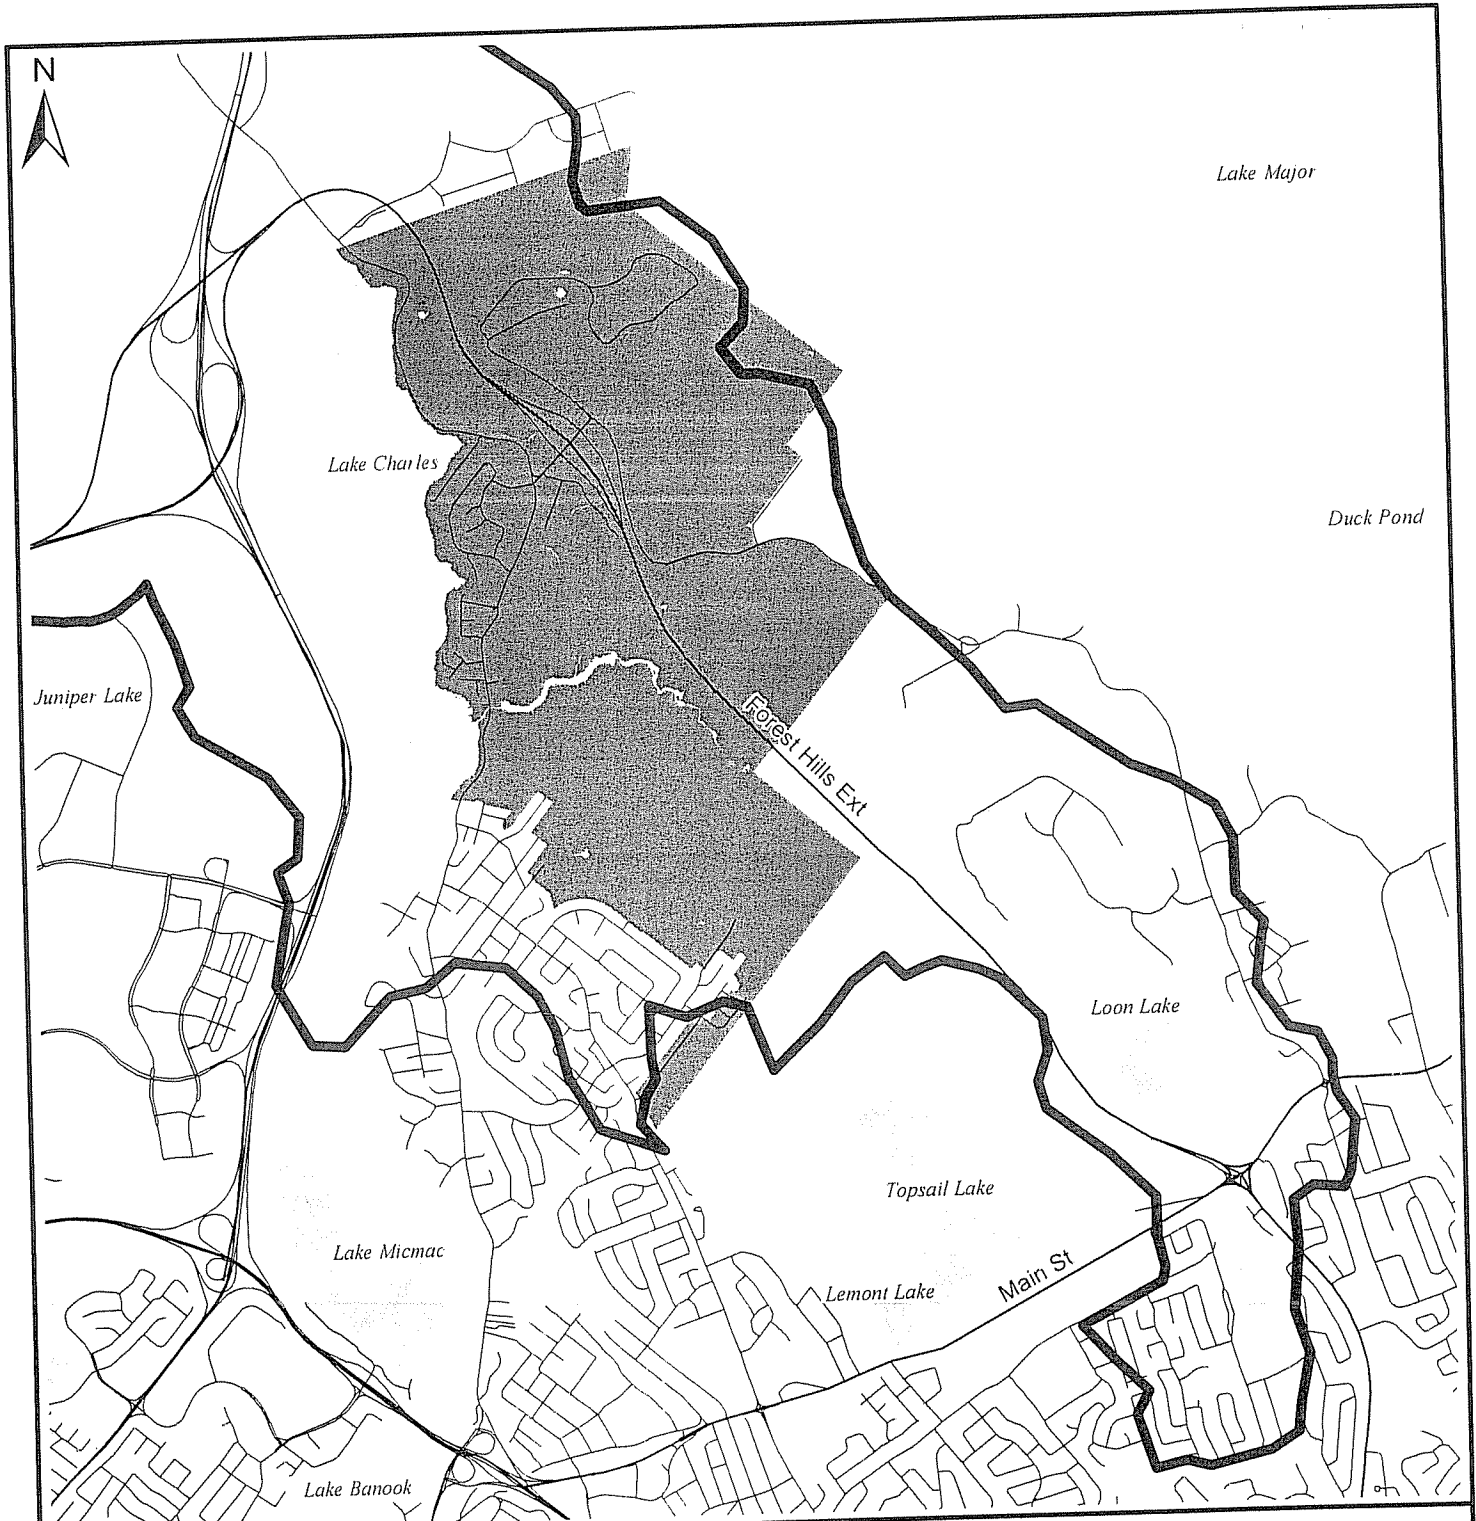 N
Lake Major
Lake Charles
Duck Pond
Juniper Lake
Forest Hills Ext
Loon Lake
Topsail Lake
Lake Micmac
Main St
Lemont Lake
Lake Banook